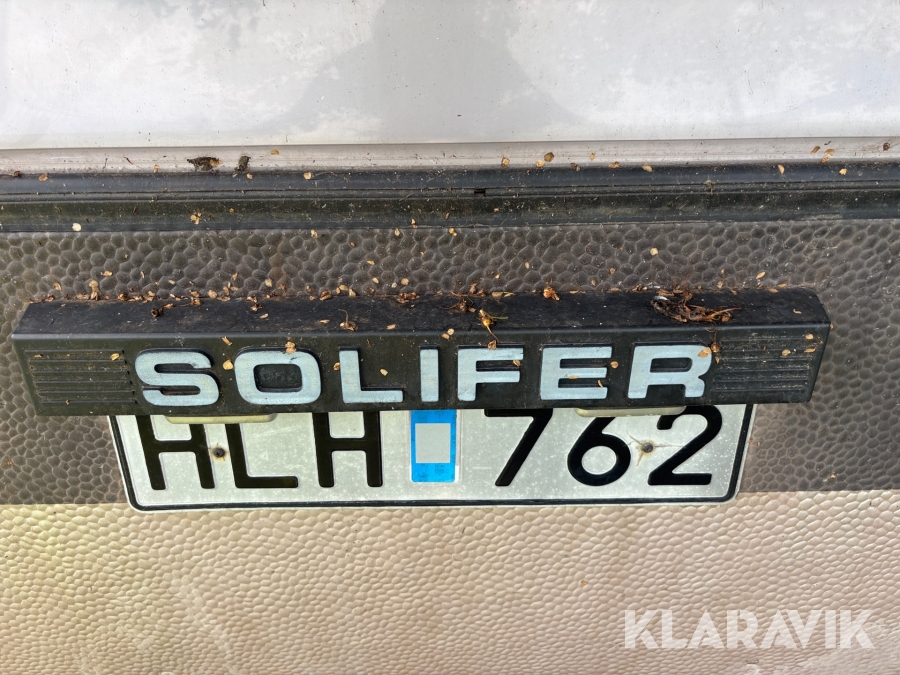 SOLIFER
HLH 762
KLARAVIK